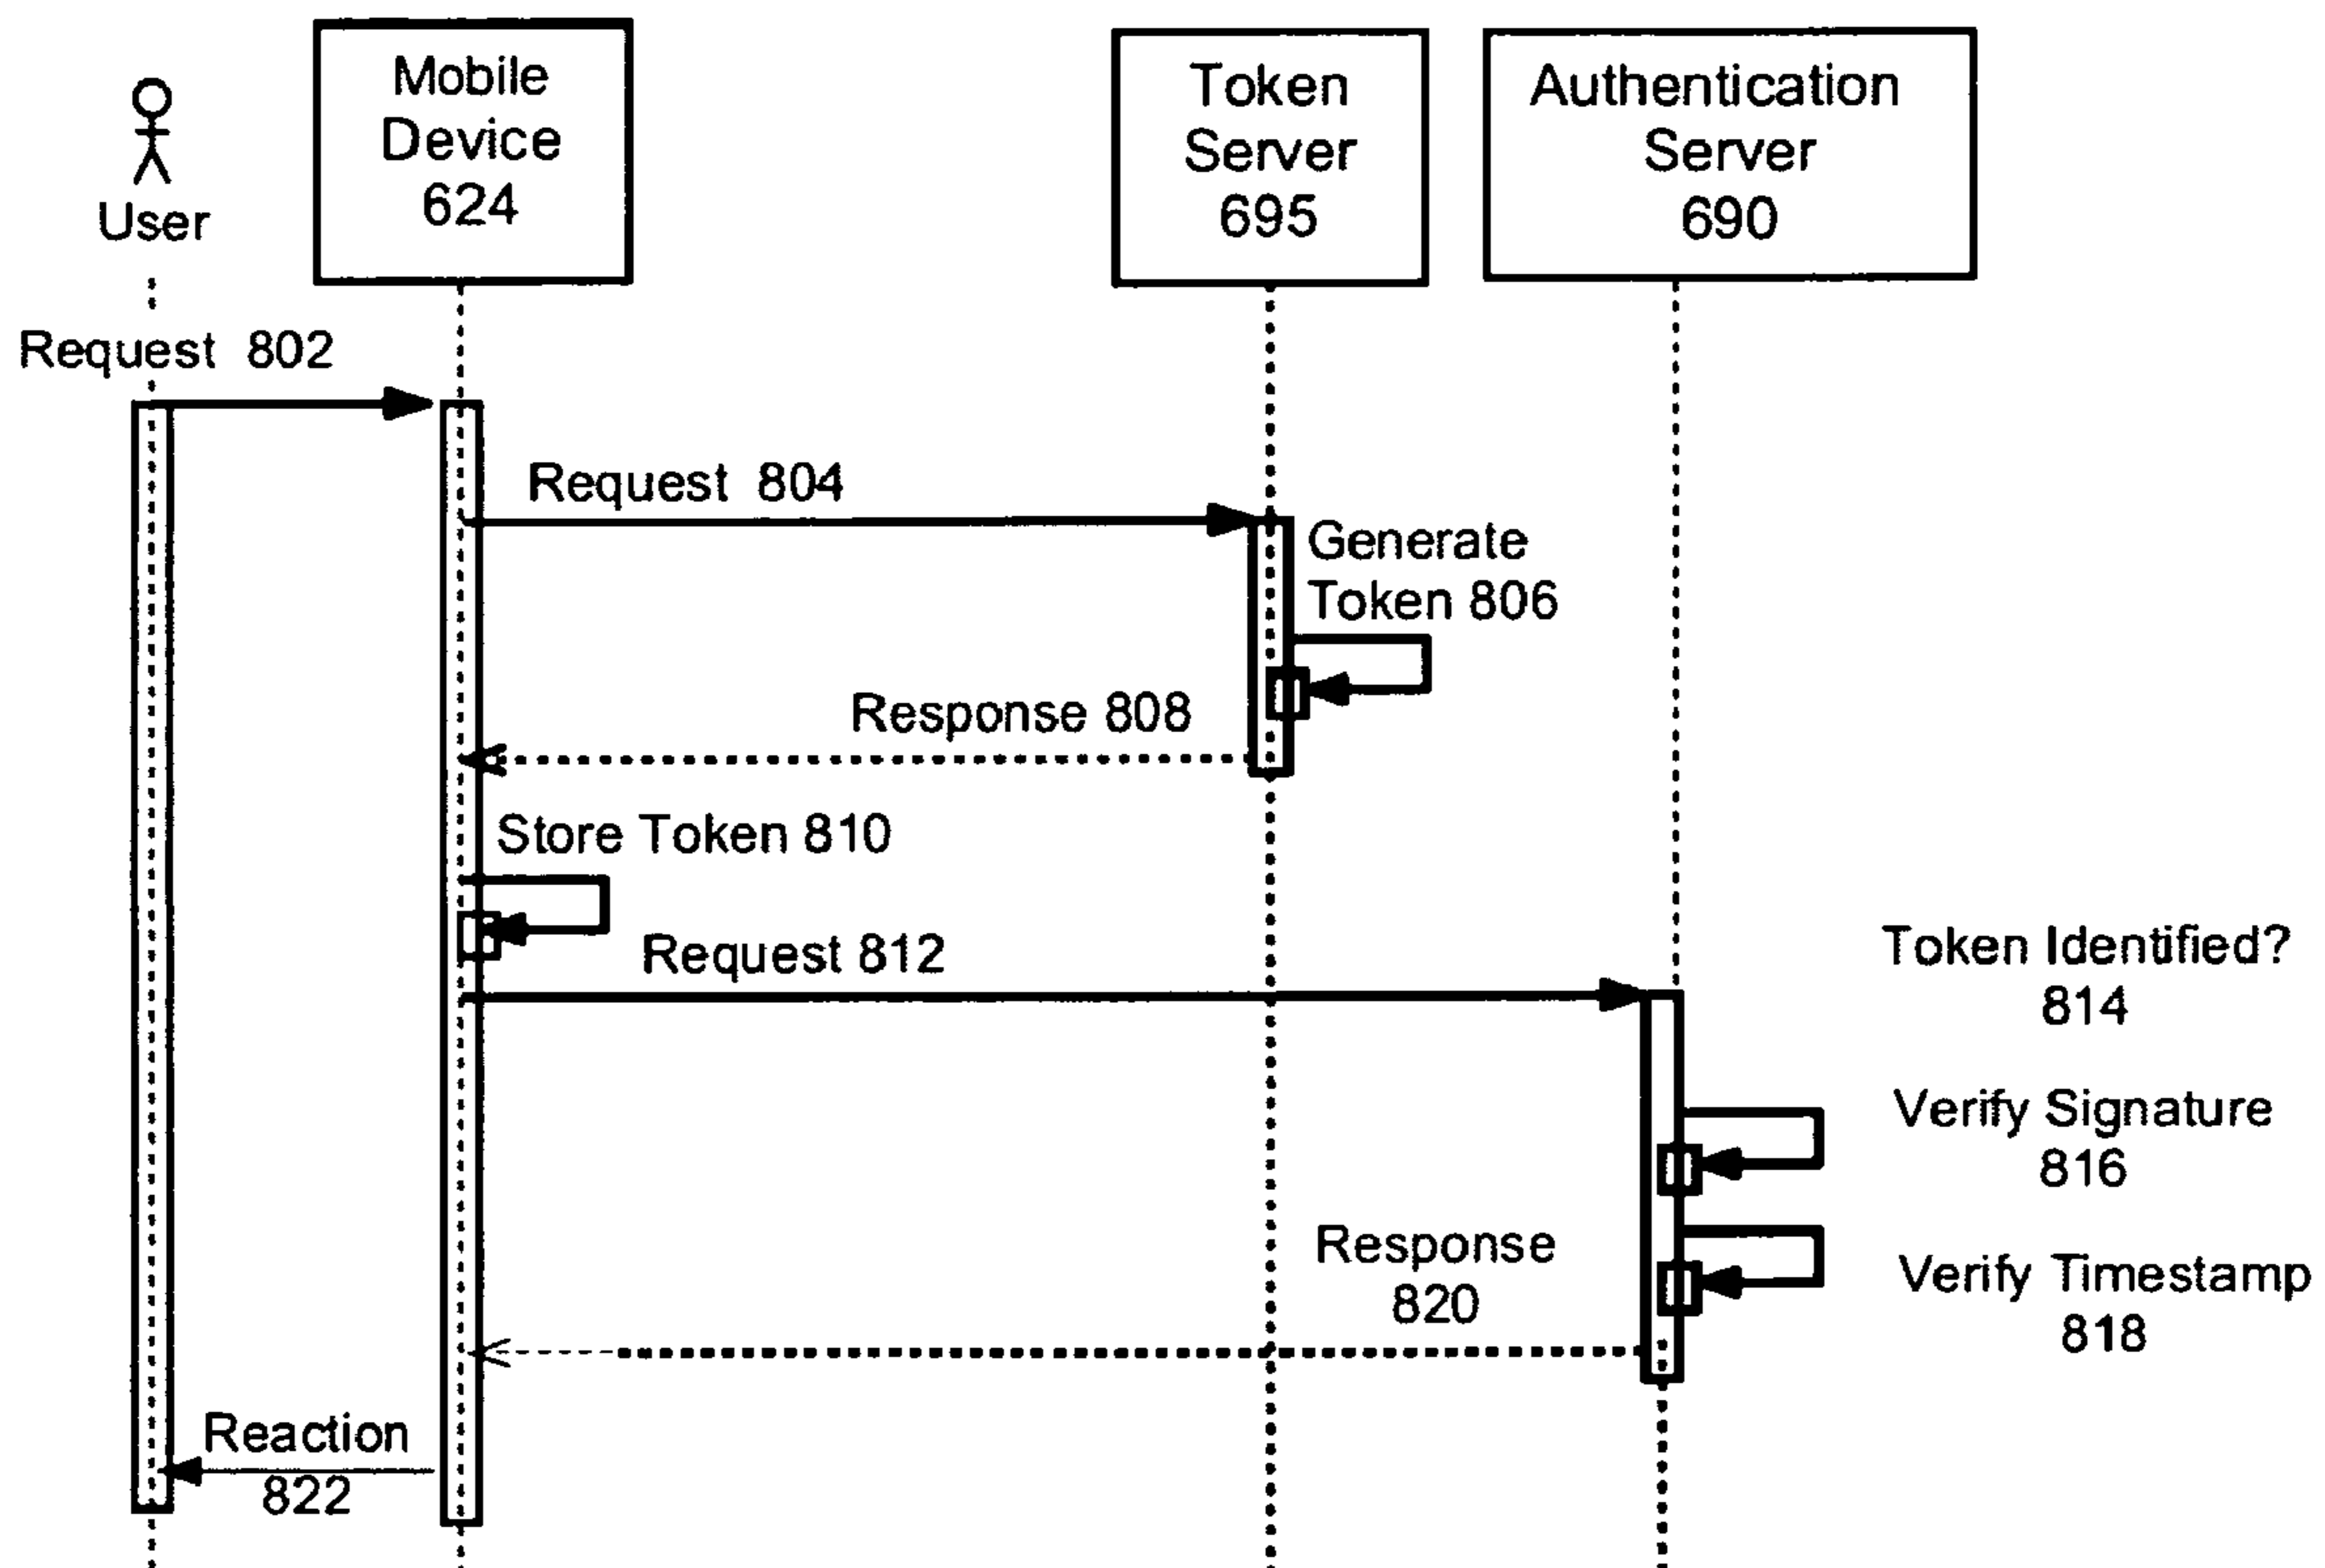 User
Mobile
Device
624
Token
Server
695
Authentication
Server
690
Request 802
Request 804
Generate
Token 806
Response 808
Store Token 810
Request 812
Token Identified?
814
Verify Signature
816
Response
820
Verify Timestamp
818
Reaction
822